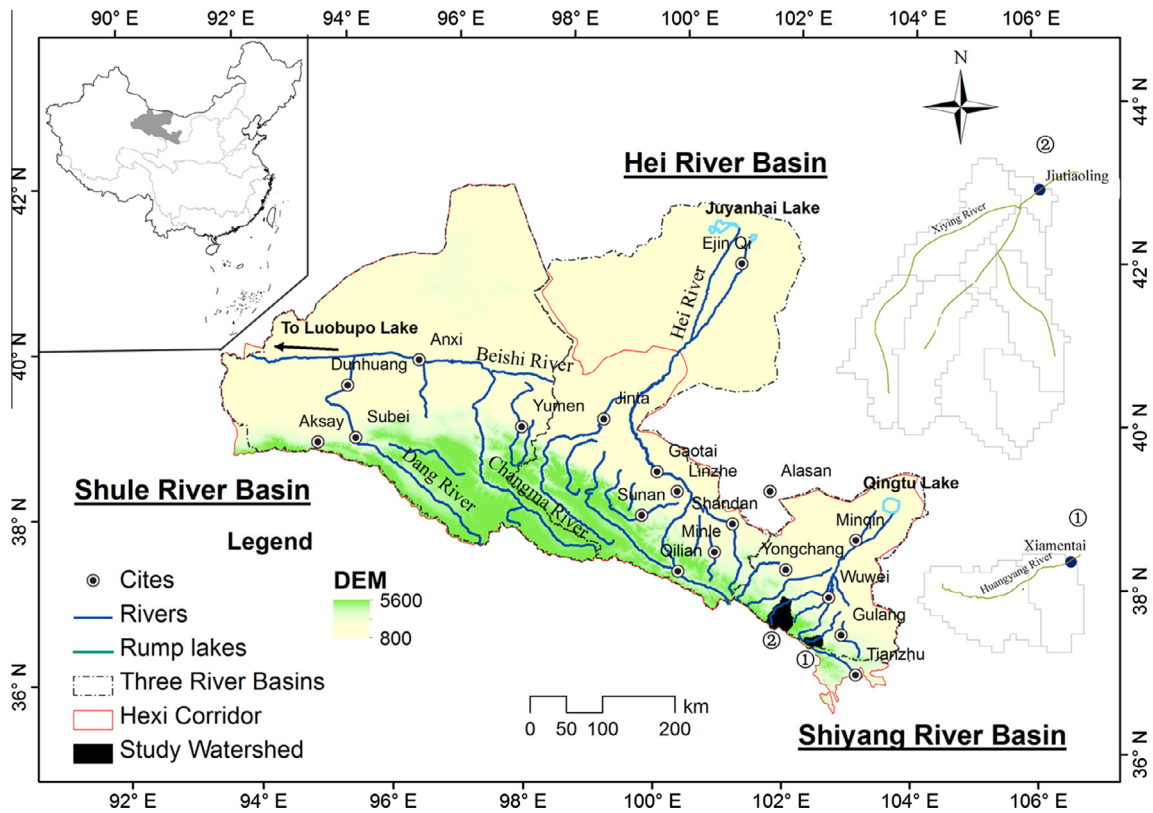 90° E 92° E 94° E 96° E 98° E 100° E 102° E 104° E 106° E
44° N
42° N
42° N
40° N
40° N
38° N
38° N
36° N
36° N
N
Hei River Basin
Juyanhai Lake
Ejin Qi
Hei River
②
Jiutiaoling
Xiying River
To Luobupo Lake
Anxi
Beishi River
Dunhuang
Aksay
Subei
Yumen
Jinta
Dang River
Changma River
Gaotai
Linzhe
Sunan
Shandan
Minle
Qilian
Alasan
Qingtu Lake
Minqin
Yongchang
Wuwei
Gulang
Tianzhu
②
①
①
Xiamentai
Huangyang River
Shule River Basin
Legend
Cites
Rivers
Rump lakes
Three River Basins
Hexi Corridor
Study Watershed
DEM
5600
800
km
0 50 100 200
Shiyang River Basin
92° E 94° E 96° E 98° E 100° E 102° E 104° E 106° E